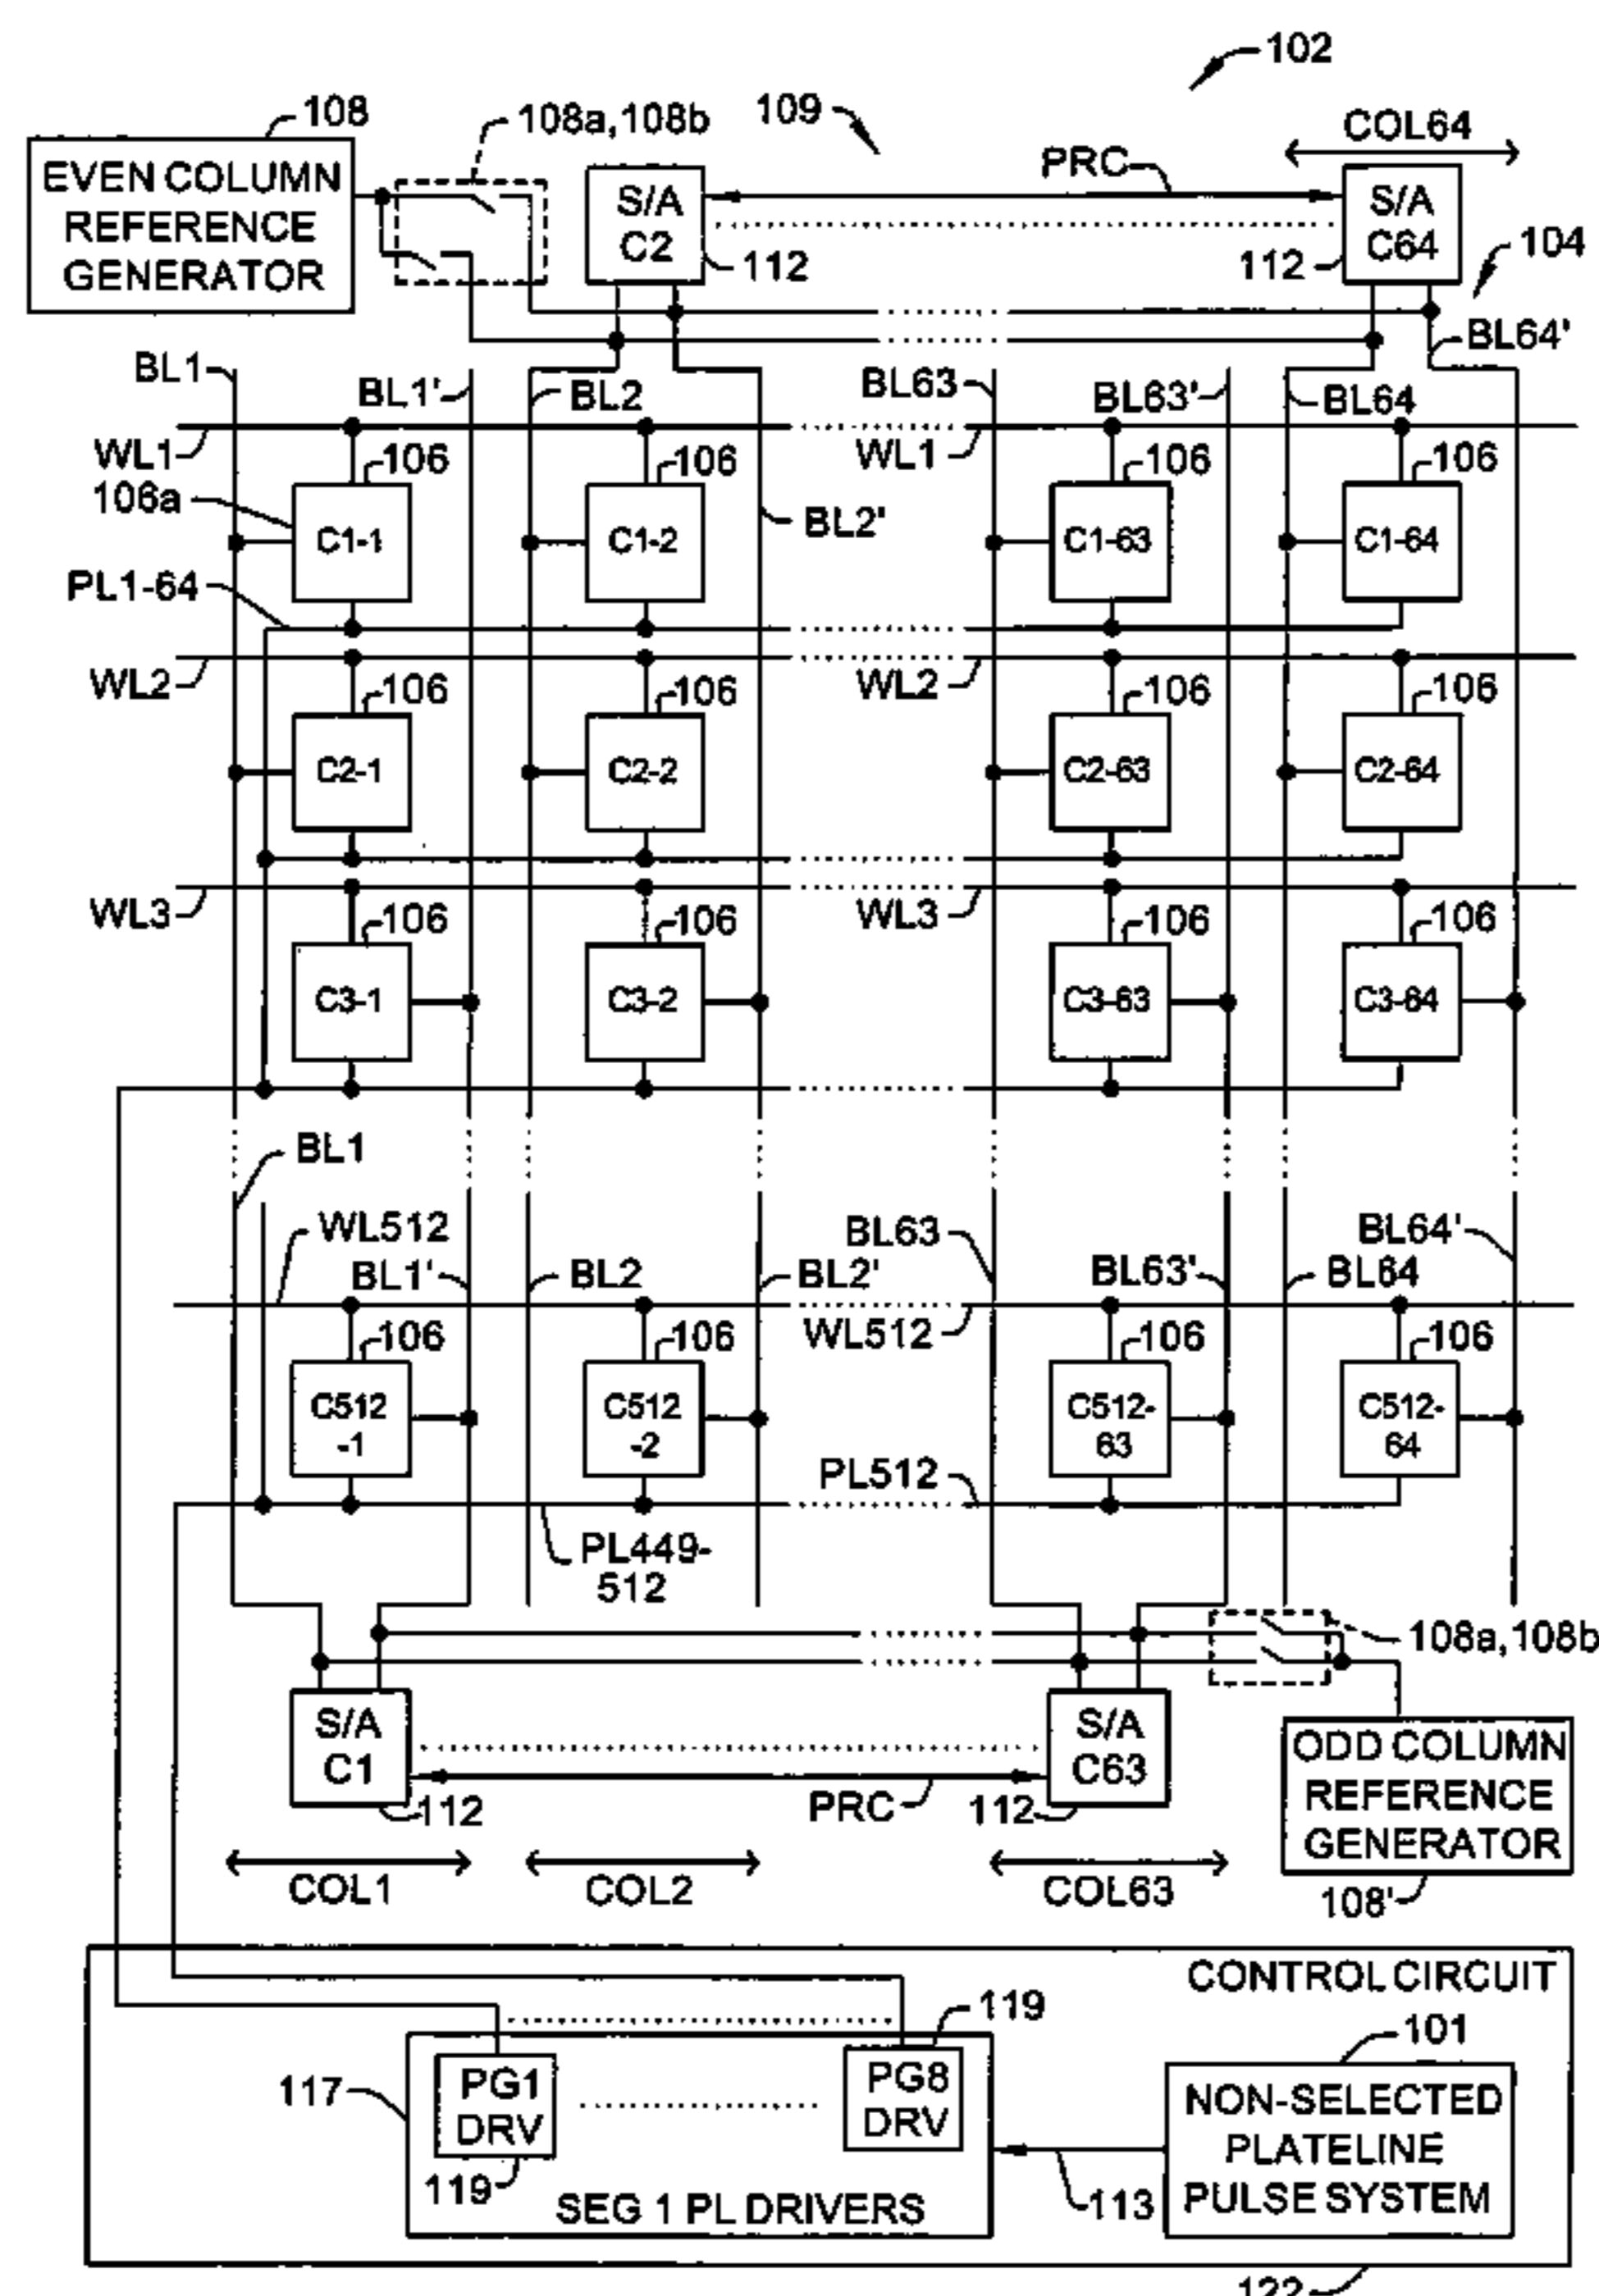 102
108
108a,108b
109
COL64
PRC
EVEN COLUMN
REFERENCE
GENERATOR
S/A
C2
S/A
C64
112
112
104
BL1
BL1'
BL2
BL63
BL63'
BL64
BL64'
WL1
WL1
106
106
106
106
106a
C1-1
C1-2
BL2'
C1-63
C1-64
PL1-64
WL2
WL2
106
106
106
106
C2-1
C2-2
C2-63
C2-64
WL3
WL3
106
106
106
106
C3-1
C3-2
C3-63
C3-64
BL1
WL512
BL63
BL64'
BL1'
BL2
BL2'
BL63'
BL64
WL512
106
106
106
106
C512
-1
C512
-2
C512-
63
C512-
64
PL512
PL449-
512
108a,108b
S/A
C1
S/A
C63
PRC
112
112
ODD COLUMN
REFERENCE
GENERATOR
108'
COL1
COL2
COL63
CONTROL CIRCUIT
119
101
117
PG1
DRV
PG8
DRV
119
NON-SELECTED
PLATELINE
PULSE SYSTEM
113
SEG 1 PL DRIVERS
122